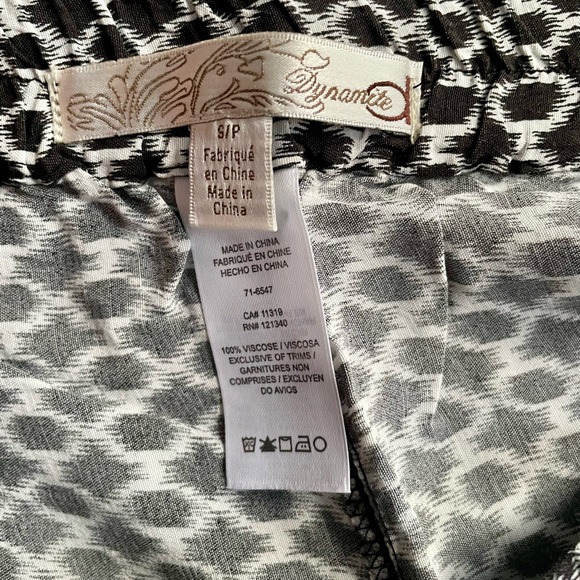 Dynamite
S/P
Fabriqué
en Chine
Made in
China
MADE IN CHINA
FABRIQUÉ EN CHINE
HECHO EN CHINA
71-6547
CA# 11319
RN# 121340
100% VISCOSE / VISCOSA
EXCLUSIVE OF TRIMS /
GARNITURES NON
COMPRISES / EXCLUYEN
DO AVIOS